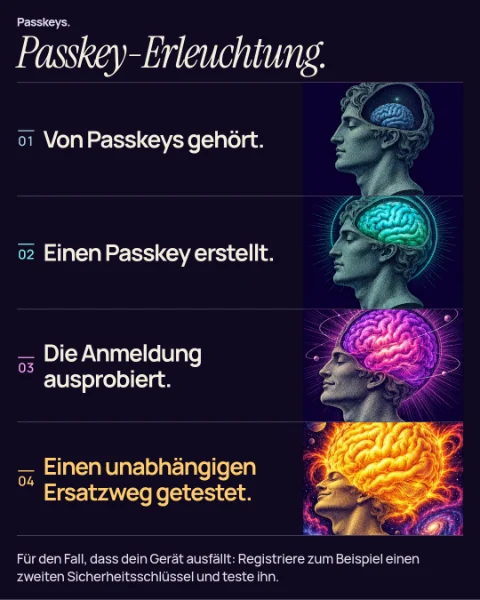 Passkeys.
Passkey-Erleuchtung.
01
Von Passkeys gehört.
02
Einen Passkey erstellt.
03
Die Anmeldung
ausprobiert.
04
Einen unabhängigen
Ersatzweg getestet.
Für den Fall, dass dein Gerät ausfällt: Registriere zum Beispiel einen
zweiten Sicherheitsschlüssel und teste ihn.